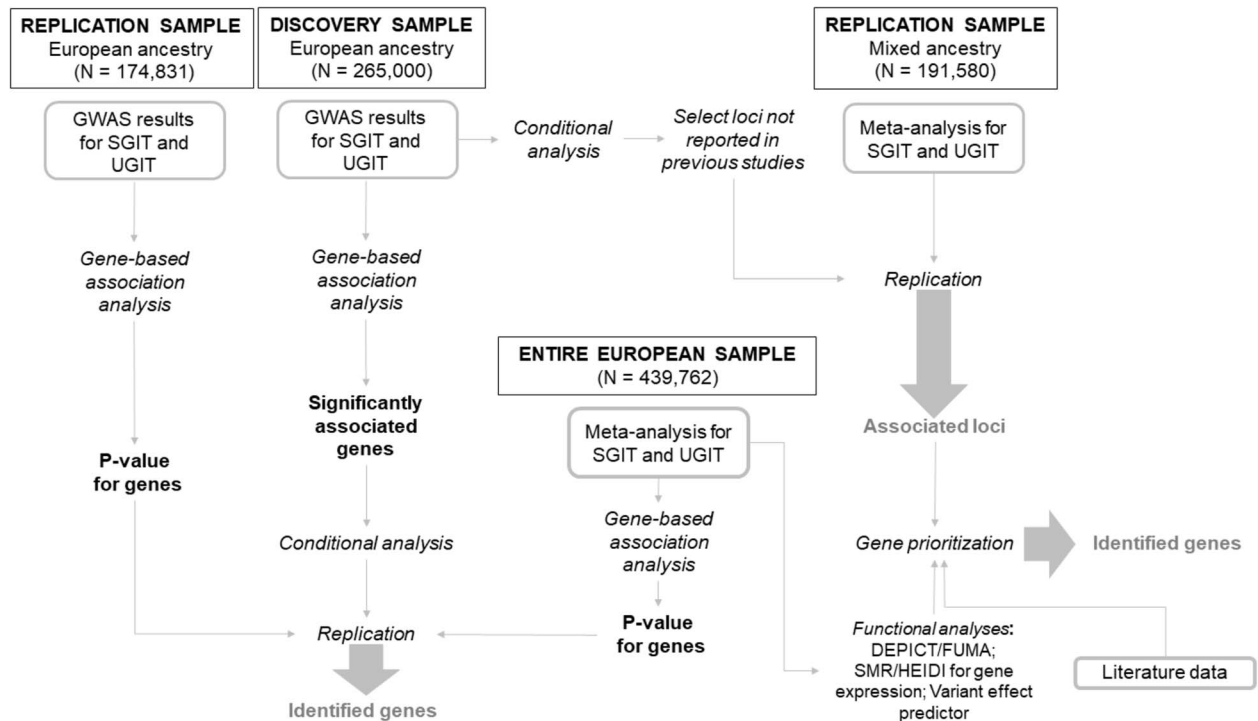 REPLICATION SAMPLE
European ancestry
(N = 174,831)
DISCOVERY SAMPLE
European ancestry
(N = 265,000)
REPLICATION SAMPLE
Mixed ancestry
(N = 191,580)
GWAS results
for SGIT and
UGIT
GWAS results
for SGIT and
UGIT
Conditional
analysis
Select loci not
reported in
previous studies
Meta-analysis for
SGIT and UGIT
Gene-based
association
analysis
Gene-based
association
analysis
Replication
ENTIRE EUROPEAN SAMPLE
(N = 439,762)
Significantly
associated
genes
Meta-analysis for
SGIT and UGIT
Associated loci
P-value
for genes
Conditional analysis
Gene-based
association
analysis
Gene prioritization
Identified genes
Replication
P-value
for genes
Functional analyses:
DEPICT/FUMA;
SMR/HEIDI for gene
expression; Variant effect
predictor
Literature data
Identified genes